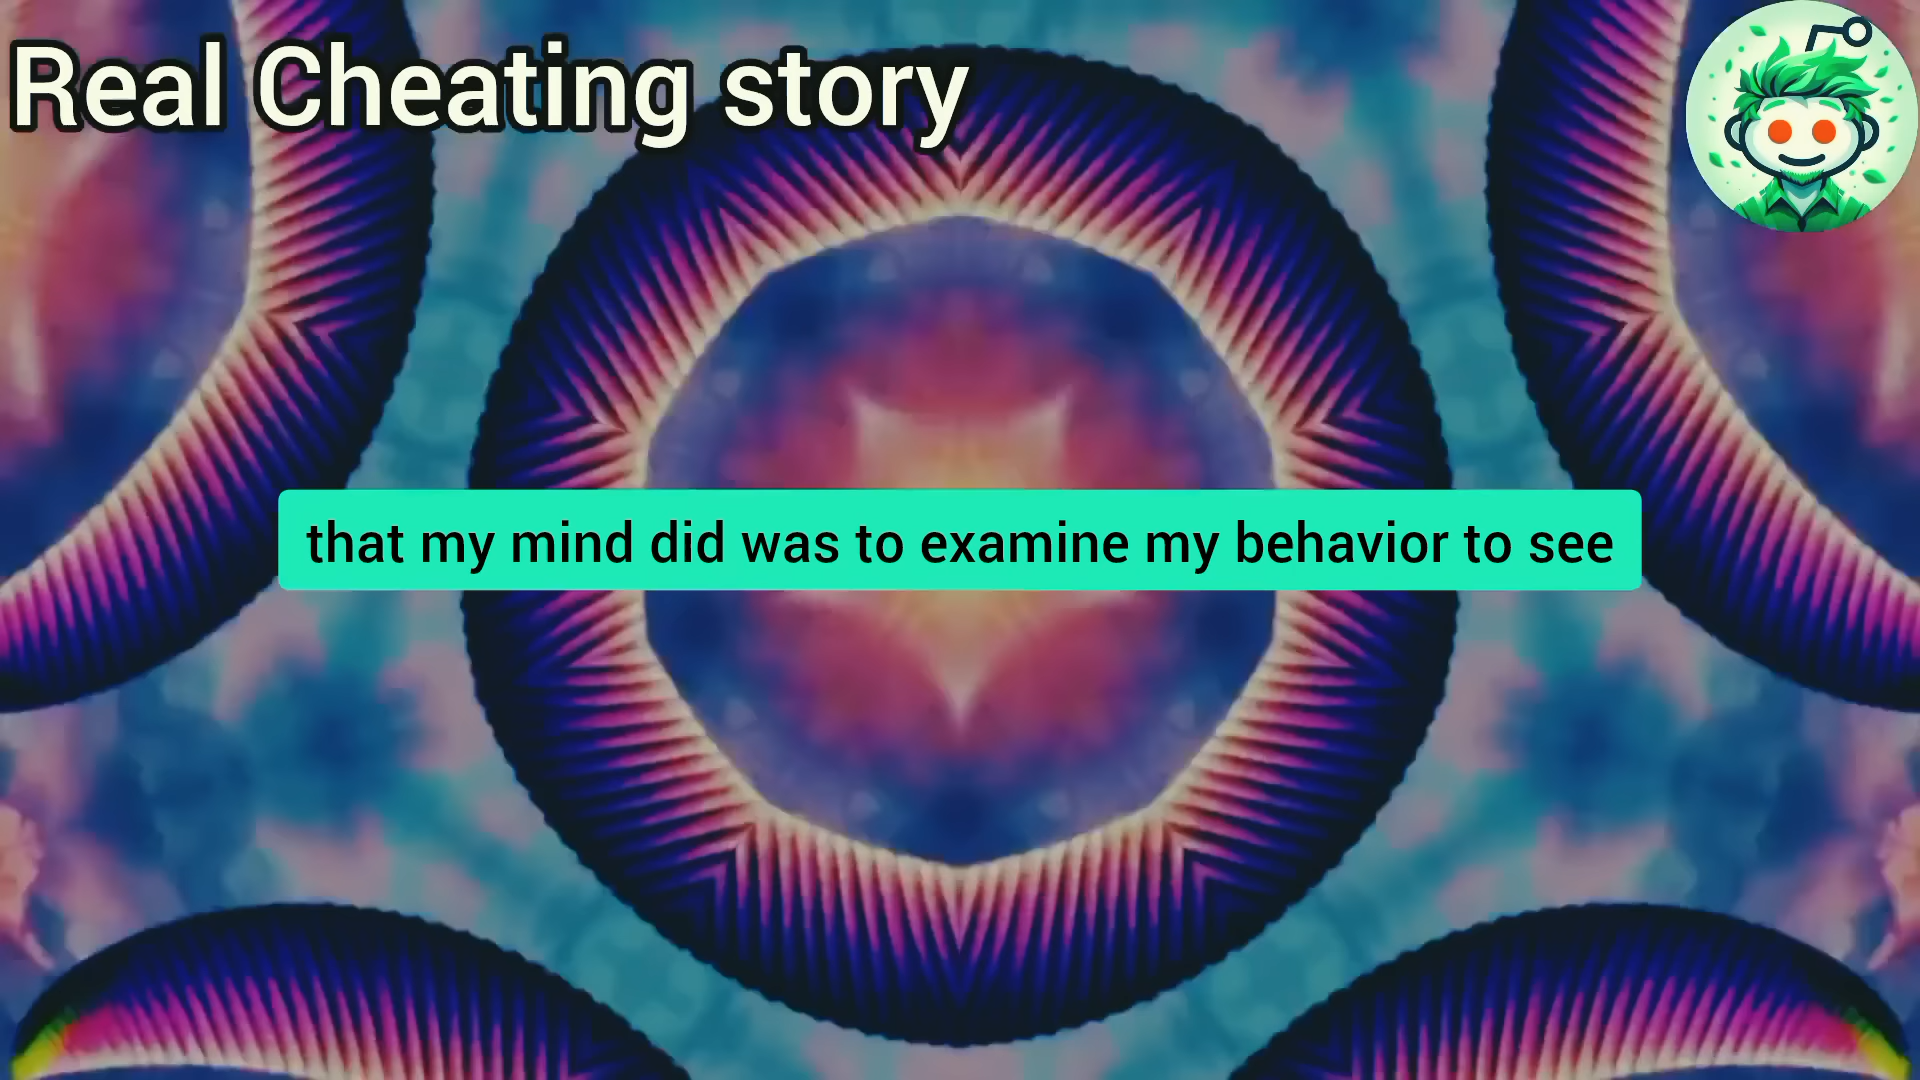 Real Cheating story
that my mind did was to examine my behavior to see